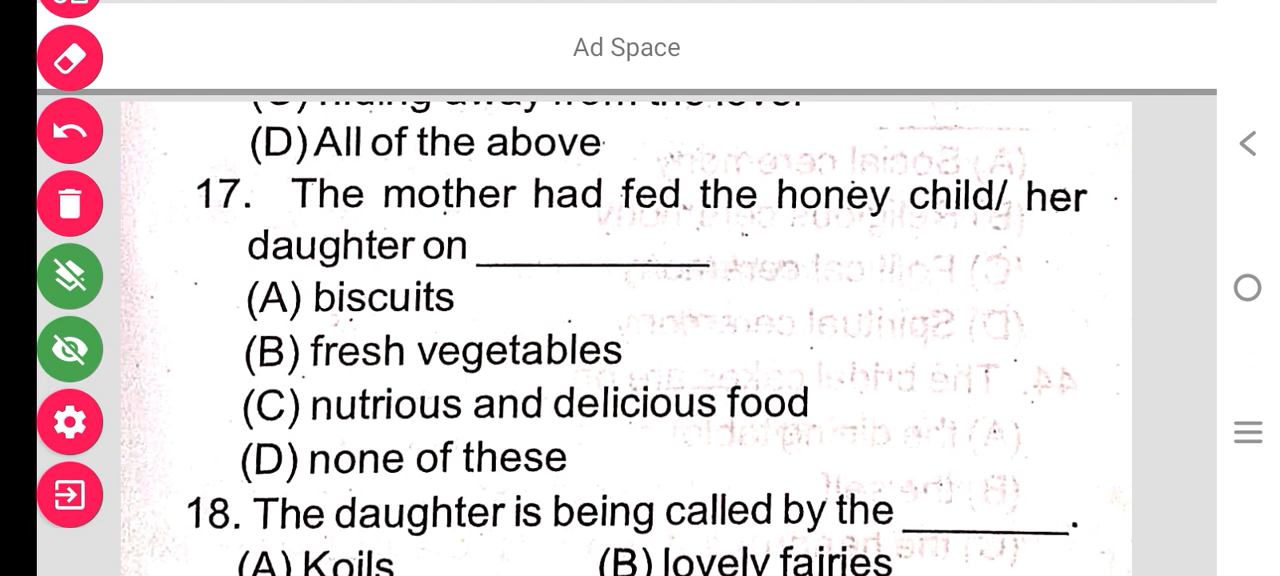 Ad Space
(D) All of the above
17. The mother had fed the honey child/ her
daughter on ____________
(A) biscuits
(B) fresh vegetables
(C) nutrious and delicious food
(D) none of these
18. The daughter is being called by the ________.
(A) Koils (B) lovely fairies